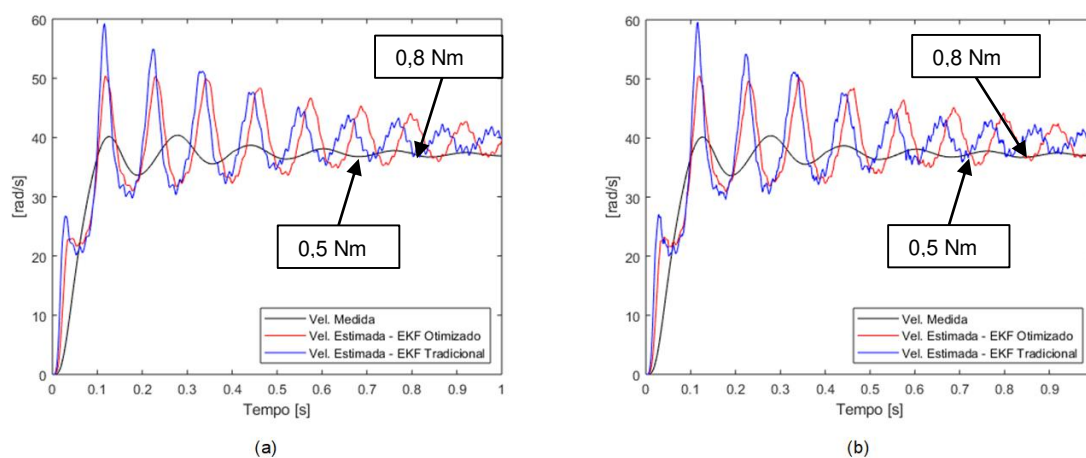 60
50
40
30
20
10
0
[rad/s]
0
0.1
0.2
0.3
0.4
0.5
0.6
0.7
0.8
0.9
1
Tempo [s]
0,8 Nm
0,5 Nm
Vel. Medida
Vel. Estimada - EKF Otimizado
Vel. Estimada - EKF Tradicional
(a)
60
50
40
30
20
10
0
[rad/s]
0
0.1
0.2
0.3
0.4
0.5
0.6
0.7
0.8
0.9
Tempo [s]
0,8 Nm
0,5 Nm
Vel. Medida
Vel. Estimada - EKF Otimizado
Vel. Estimada - EKF Tradicional
(b)